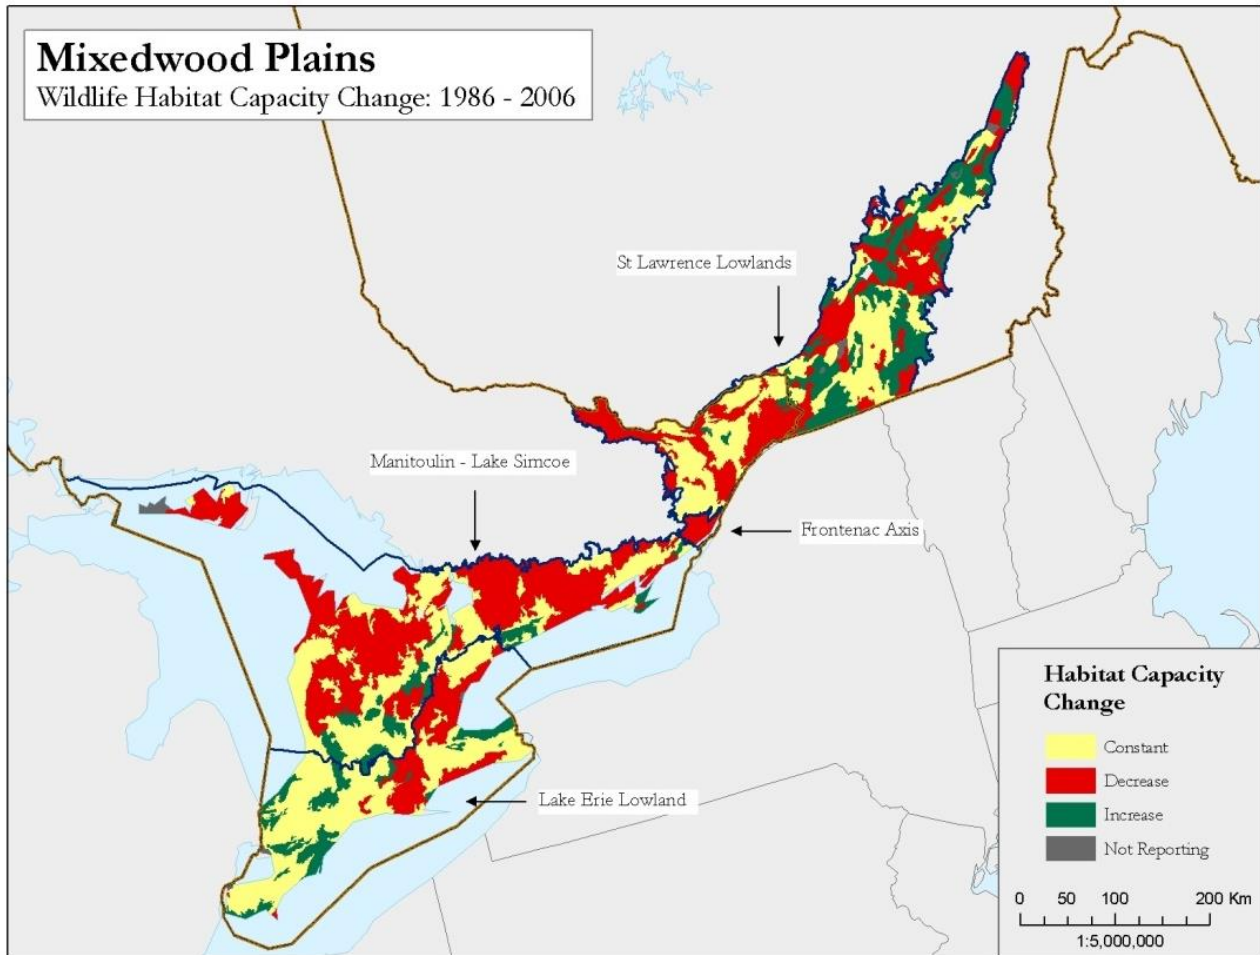 Mixedwood Plains
Wildlife Habitat Capacity Change: 1986 - 2006
St Lawrence Lowlands
Manitoulin - Lake Simcoe
Frontenac Axis
Lake Erie Lowland
Habitat Capacity
Change
Constant
Decrease
Increase
Not Reporting
0 50 100 200 Km
1:5,000,000